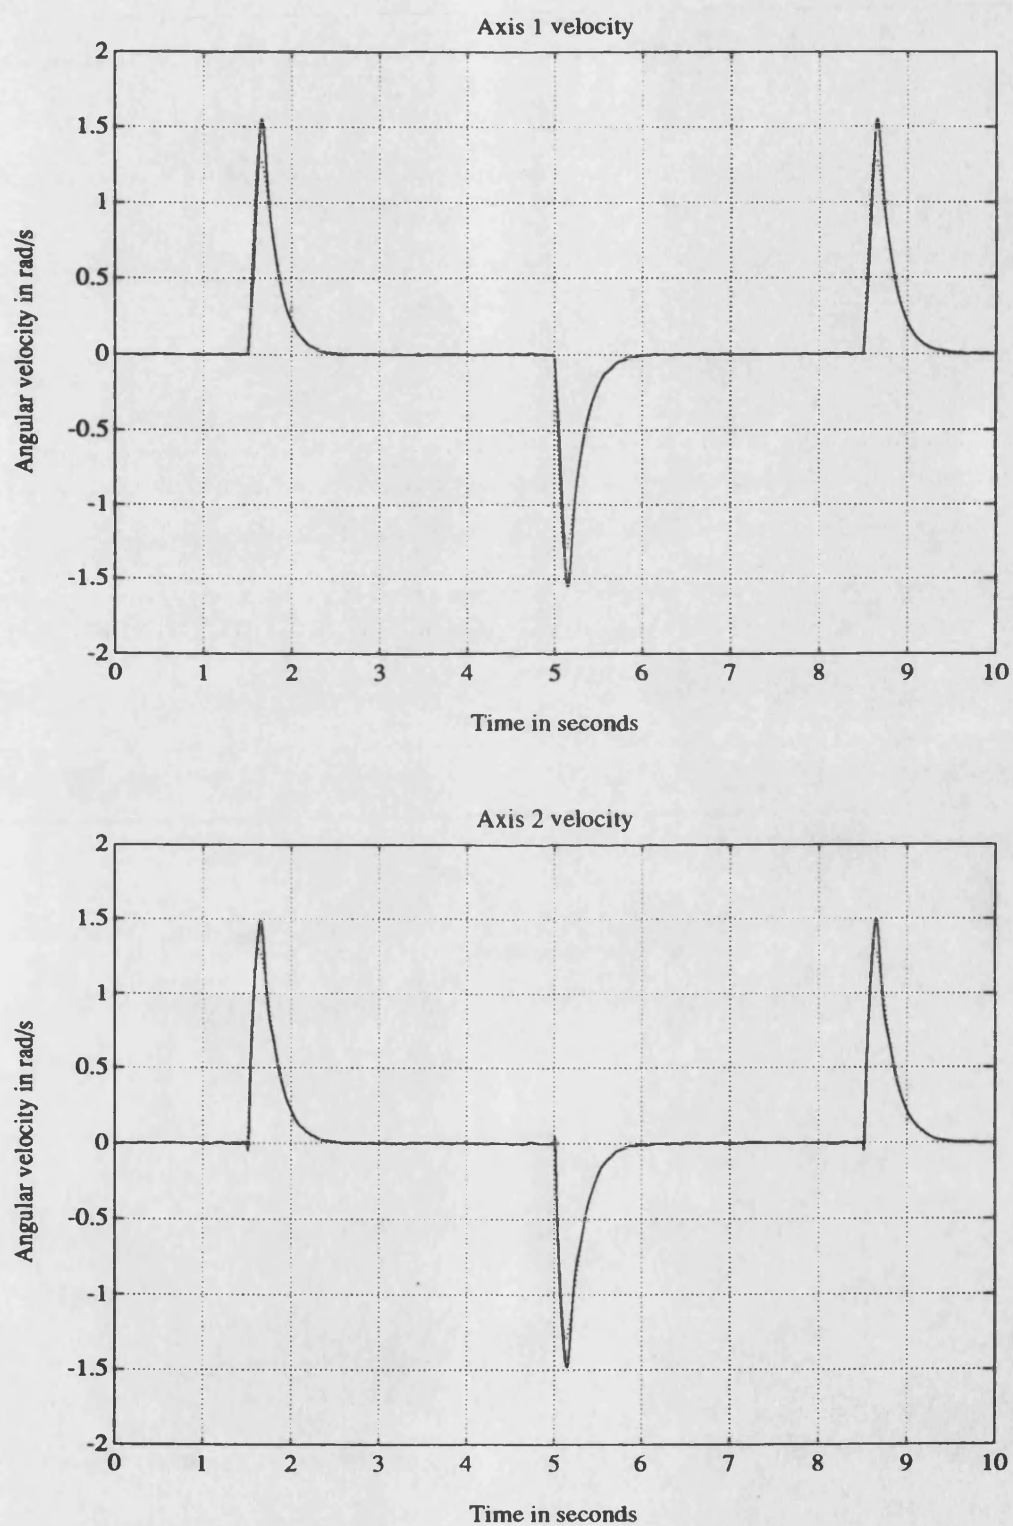 Axis 1 velocity
2
1.5
1
0.5
0
-0.5
-1
-1.5
-2
Angular velocity in rad/s
0 1 2 3 4 5 6 7 8 9 10
Time in seconds
Axis 2 velocity
2
1.5
1
0.5
0
-0.5
-1
-1.5
-2
Angular velocity in rad/s
0 1 2 3 4 5 6 7 8 9 10
Time in seconds